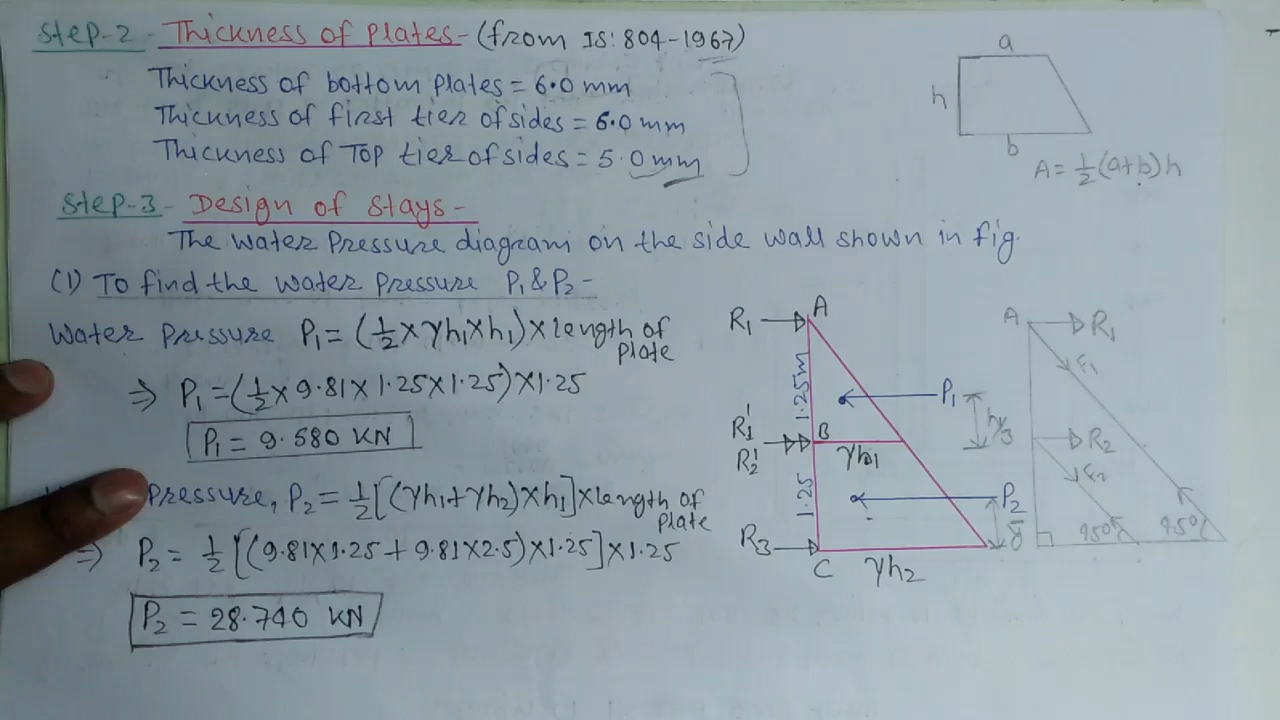 Step-2 - Thickness of Plates - (from IS: 804-1967)
Thickness of bottom plates = 6.0 mm
Thickness of first tier of sides = 6.0 mm
Thickness of Top tier of sides = 5.0 mm
a
h
b
A = ½ (a+b) h
Step-3 - Design of Stays -
The water Pressure diagram on the side wall shown in fig.
(1) To find the water pressure P₁ & P₂ -
Water Pressure P₁ = (½ × γh₁ × h₁) × length of
plate
⇒ P₁ = (½ × 9.81 × 1.25 × 1.25) × 1.25
P₁ = 9.580 KN
Pressure, P₂ = ½ [(γh₁ + γh₂) × h₁] × length of
plate
⇒ P₂ = ½ [(9.81 × 1.25 + 9.81 × 2.5) × 1.25] × 1.25
P₂ = 28.740 KN
R₁ A
1.25m
P₁
h/3
R₁'
R₂'
B
γh₁
1.25
P₂
ȳ
R₃
C γh₂
A R₁
F₁
R₂
F₂
45° 45°